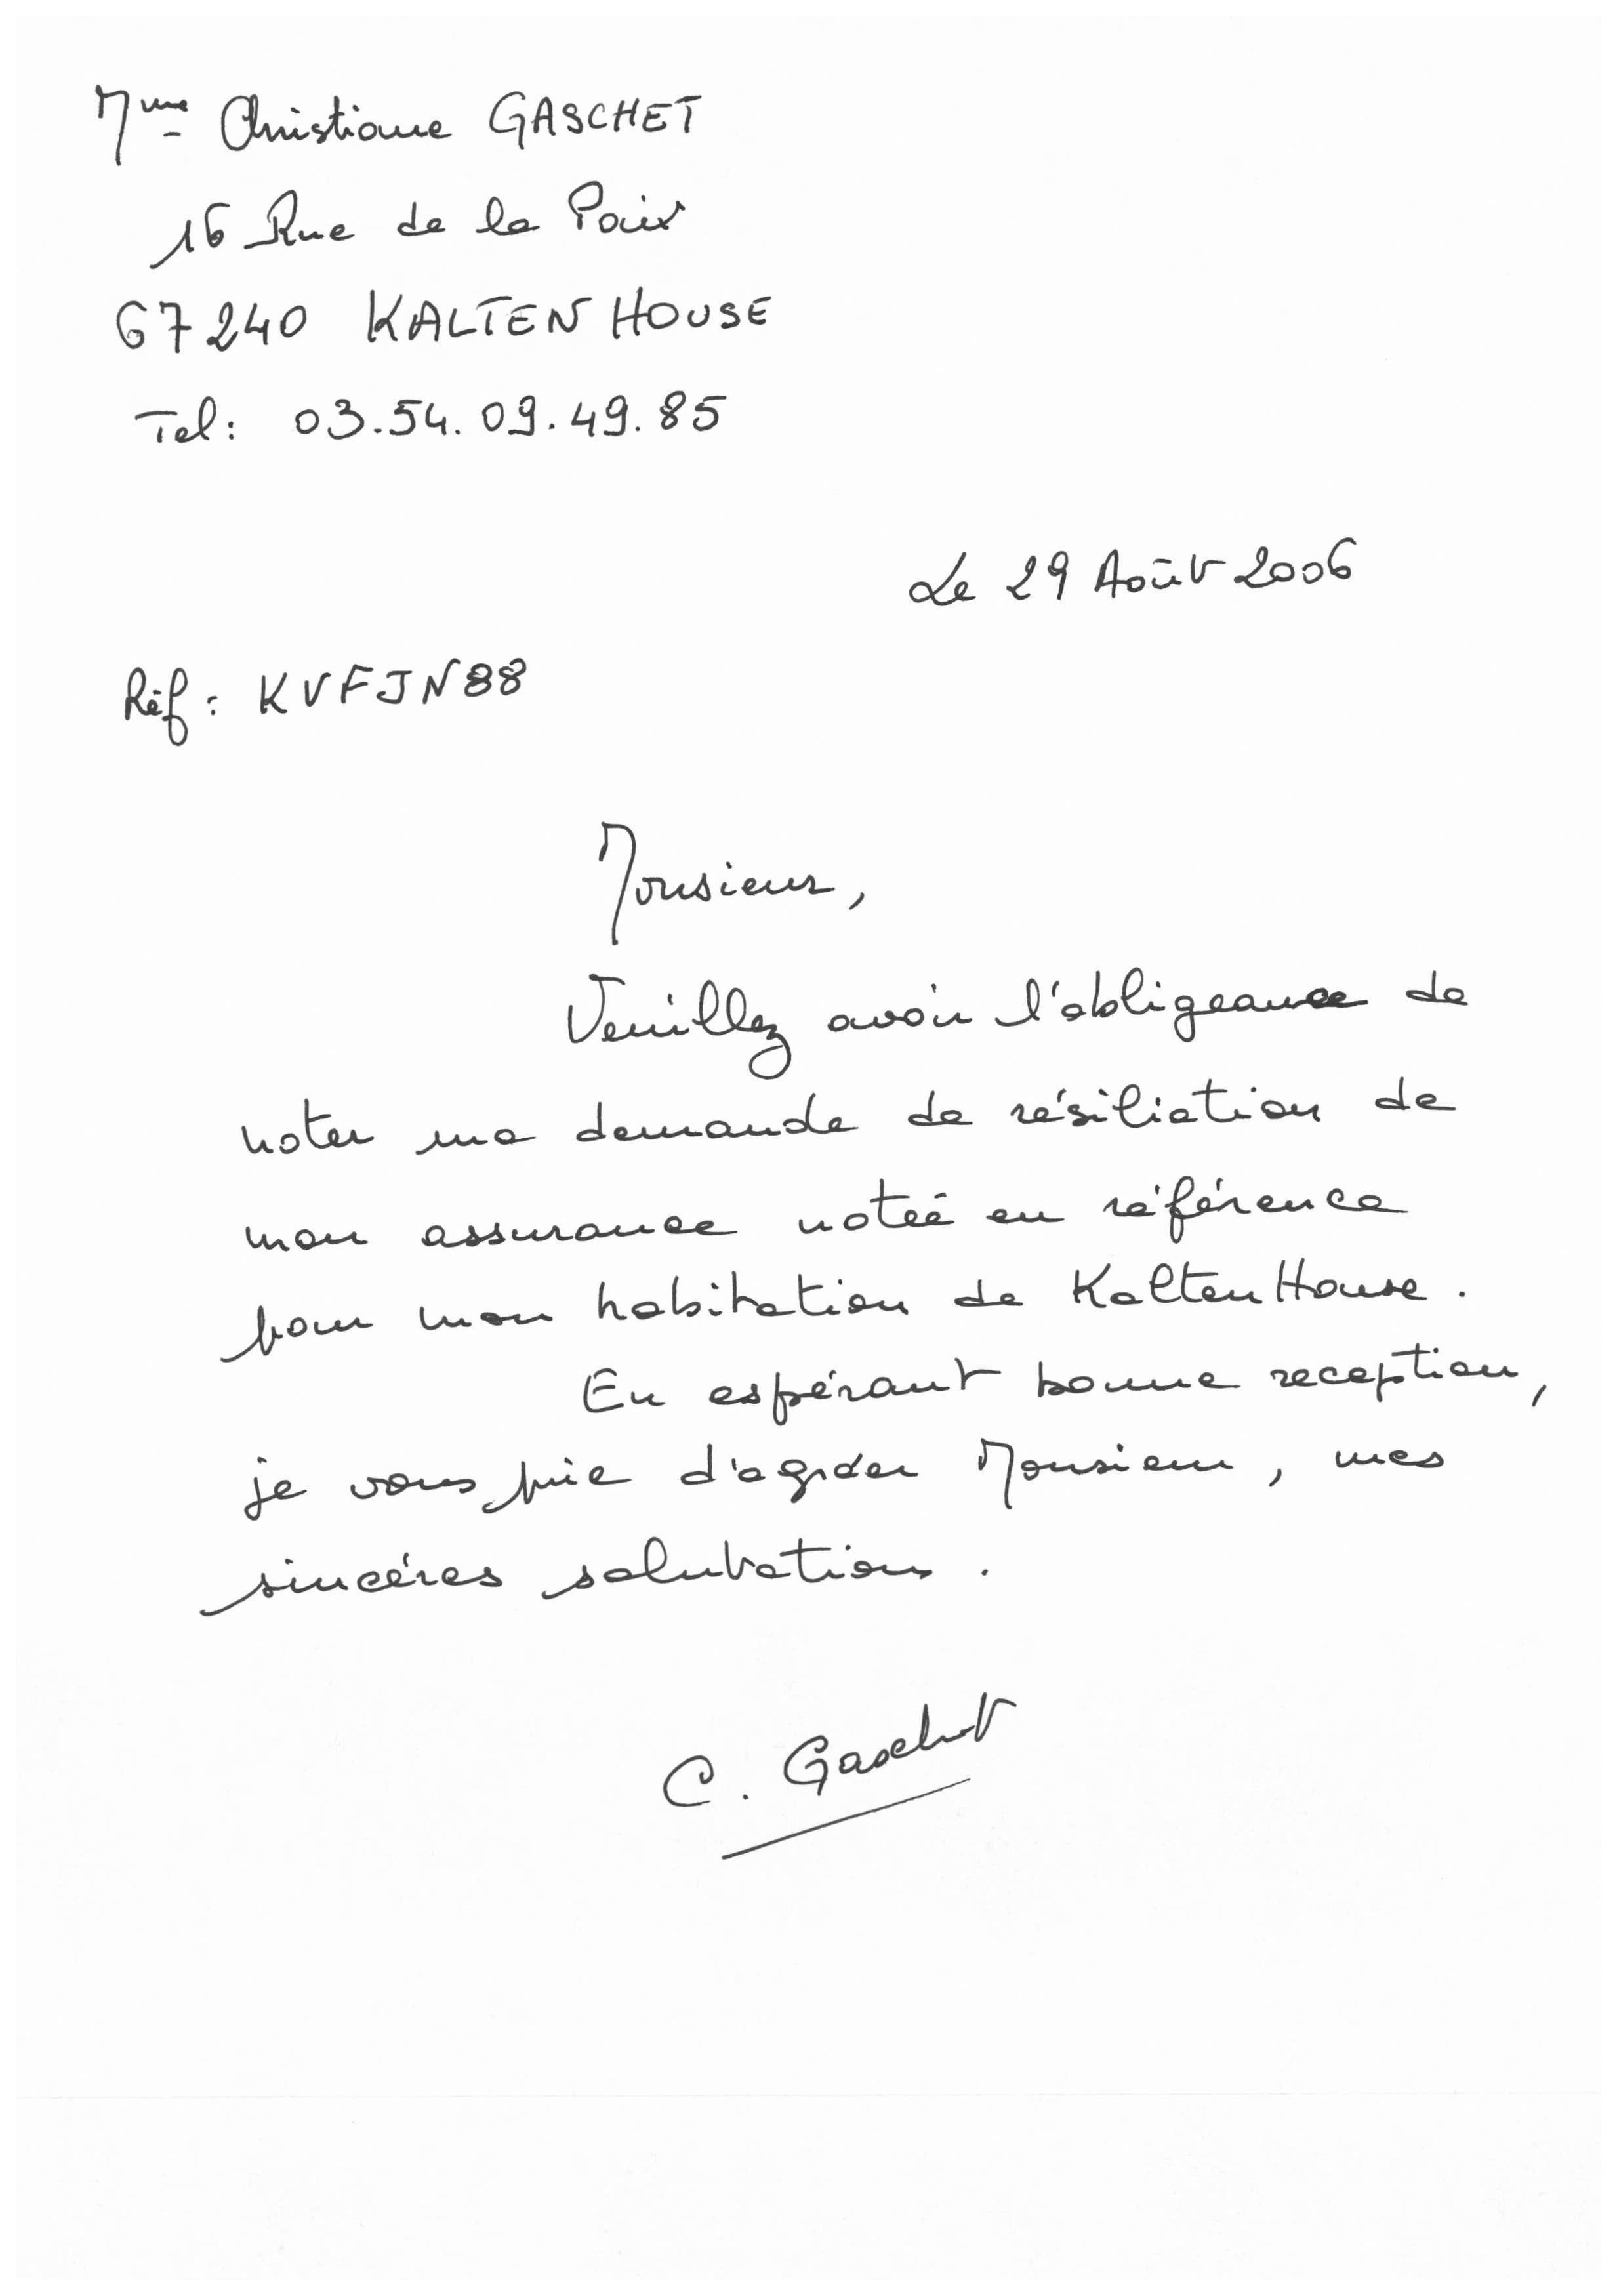 Mme Christiane GASCHET
16 Rue de la Paix
67240 KALTENHOUSE
Tel: 03.54.09.49.85
Le 29 Août 2006
Réf: KVFJN88
Monsieur,
Veuillez avoir l'obligeance de
noter ma demande de résiliation de
mon assurance notée en référence
pour mon habitation de KaltenHouse.
En espérant bonne reception,
je vous prie d'agréer Monsieur, mes
sincéres salutations.
C. Gaschet